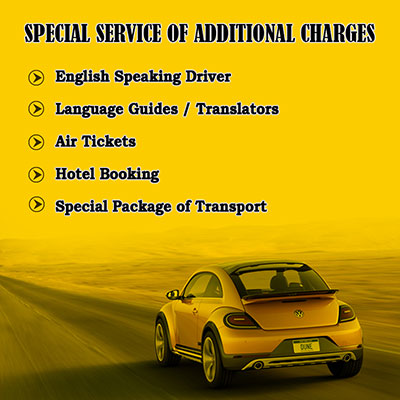 SPECIAL SERVICE OF ADDITIONAL CHARGES
English Speaking Driver
Language Guides / Translators
Air Tickets
Hotel Booking
Special Package of Transport
DUNE